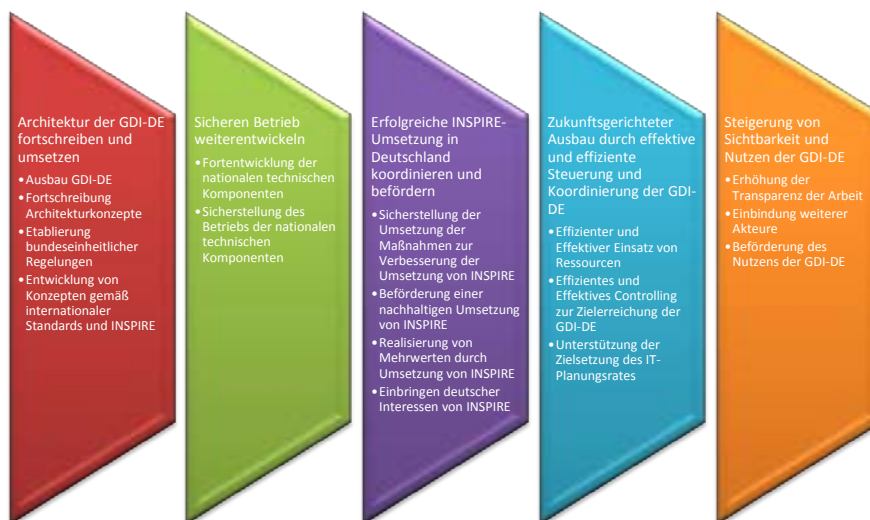 Architektur der GDI-DE
fortschreiben und
umsetzen
•Ausbau GDI-DE
•Fortschreibung
Architekturkonzepte
•Etablierung
bundeseinheitlicher
Regelungen
•Entwicklung von
Konzepten gemäß
internationaler
Standards und INSPIRE
Sicheren Betrieb
weiterentwickeln
•Fortentwicklung der
nationalen technischen
Komponenten
•Sicherstellung des
Betriebs der nationalen
technischen
Komponenten
Erfolgreiche INSPIRE-
Umsetzung in
Deutschland
koordinieren und
befördern
•Sicherstellung der
Umsetzung der
Maßnahmen zur
Verbesserung der
Umsetzung von INSPIRE
•Beförderung einer
nachhaltigen Umsetzung
von INSPIRE
•Realisierung von
Mehrwerten durch
Umsetzung von INSPIRE
•Einbringen deutscher
Interessen von INSPIRE
Zukunftsgerichteter
Ausbau durch effektive
und effiziente
Steuerung und
Koordinierung der GDI-
DE
•Effizienter und
Effektiver Einsatz von
Ressourcen
•Effizientes und
Effektives Controlling
zur Zielerreichung der
GDI-DE
•Unterstützung der
Zielsetzung des IT-
Planungsrates
Steigerung von
Sichtbarkeit und
Nutzen der GDI-DE
•Erhöhung der
Transparenz der Arbeit
•Einbindung weiterer
Akteure
•Beförderung des
Nutzens der GDI-DE